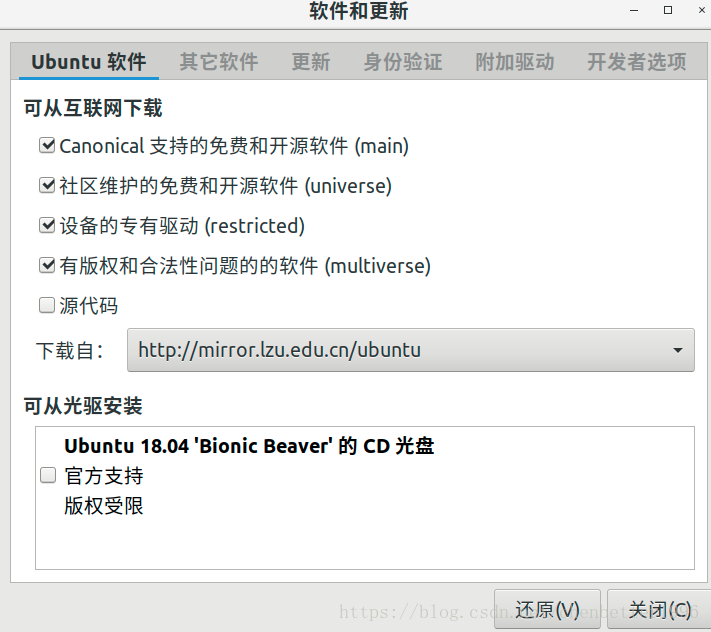 软件和更新
Ubuntu 软件 其它软件 更新 身份验证 附加驱动 开发者选项
可从互联网下载
Canonical 支持的免费和开源软件 (main)
社区维护的免费和开源软件 (universe)
设备的专有驱动 (restricted)
有版权和合法性问题的的软件 (multiverse)
源代码
下载自： http://mirror.lzu.edu.cn/ubuntu
可从光驱安装
Ubuntu 18.04 'Bionic Beaver' 的 CD 光盘
官方支持
版权受限
还原(V) 关闭(C)
https://blog.csdn